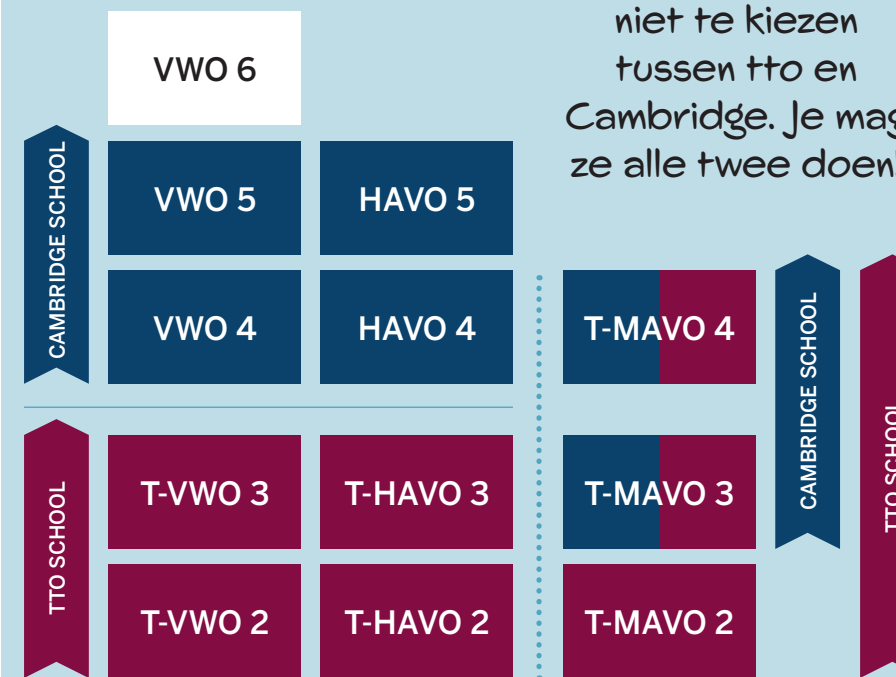 niet te kiezen
tussen tto en
Cambridge. Je mag
ze alle twee doen!
VWO 6
CAMBRIDGE SCHOOL
VWO 5
HAVO 5
VWO 4
HAVO 4
T-MAVO 4
CAMBRIDGE SCHOOL
TTO SCHOOL
TTO SCHOOL
T-VWO 3
T-HAVO 3
T-MAVO 3
T-VWO 2
T-HAVO 2
T-MAVO 2